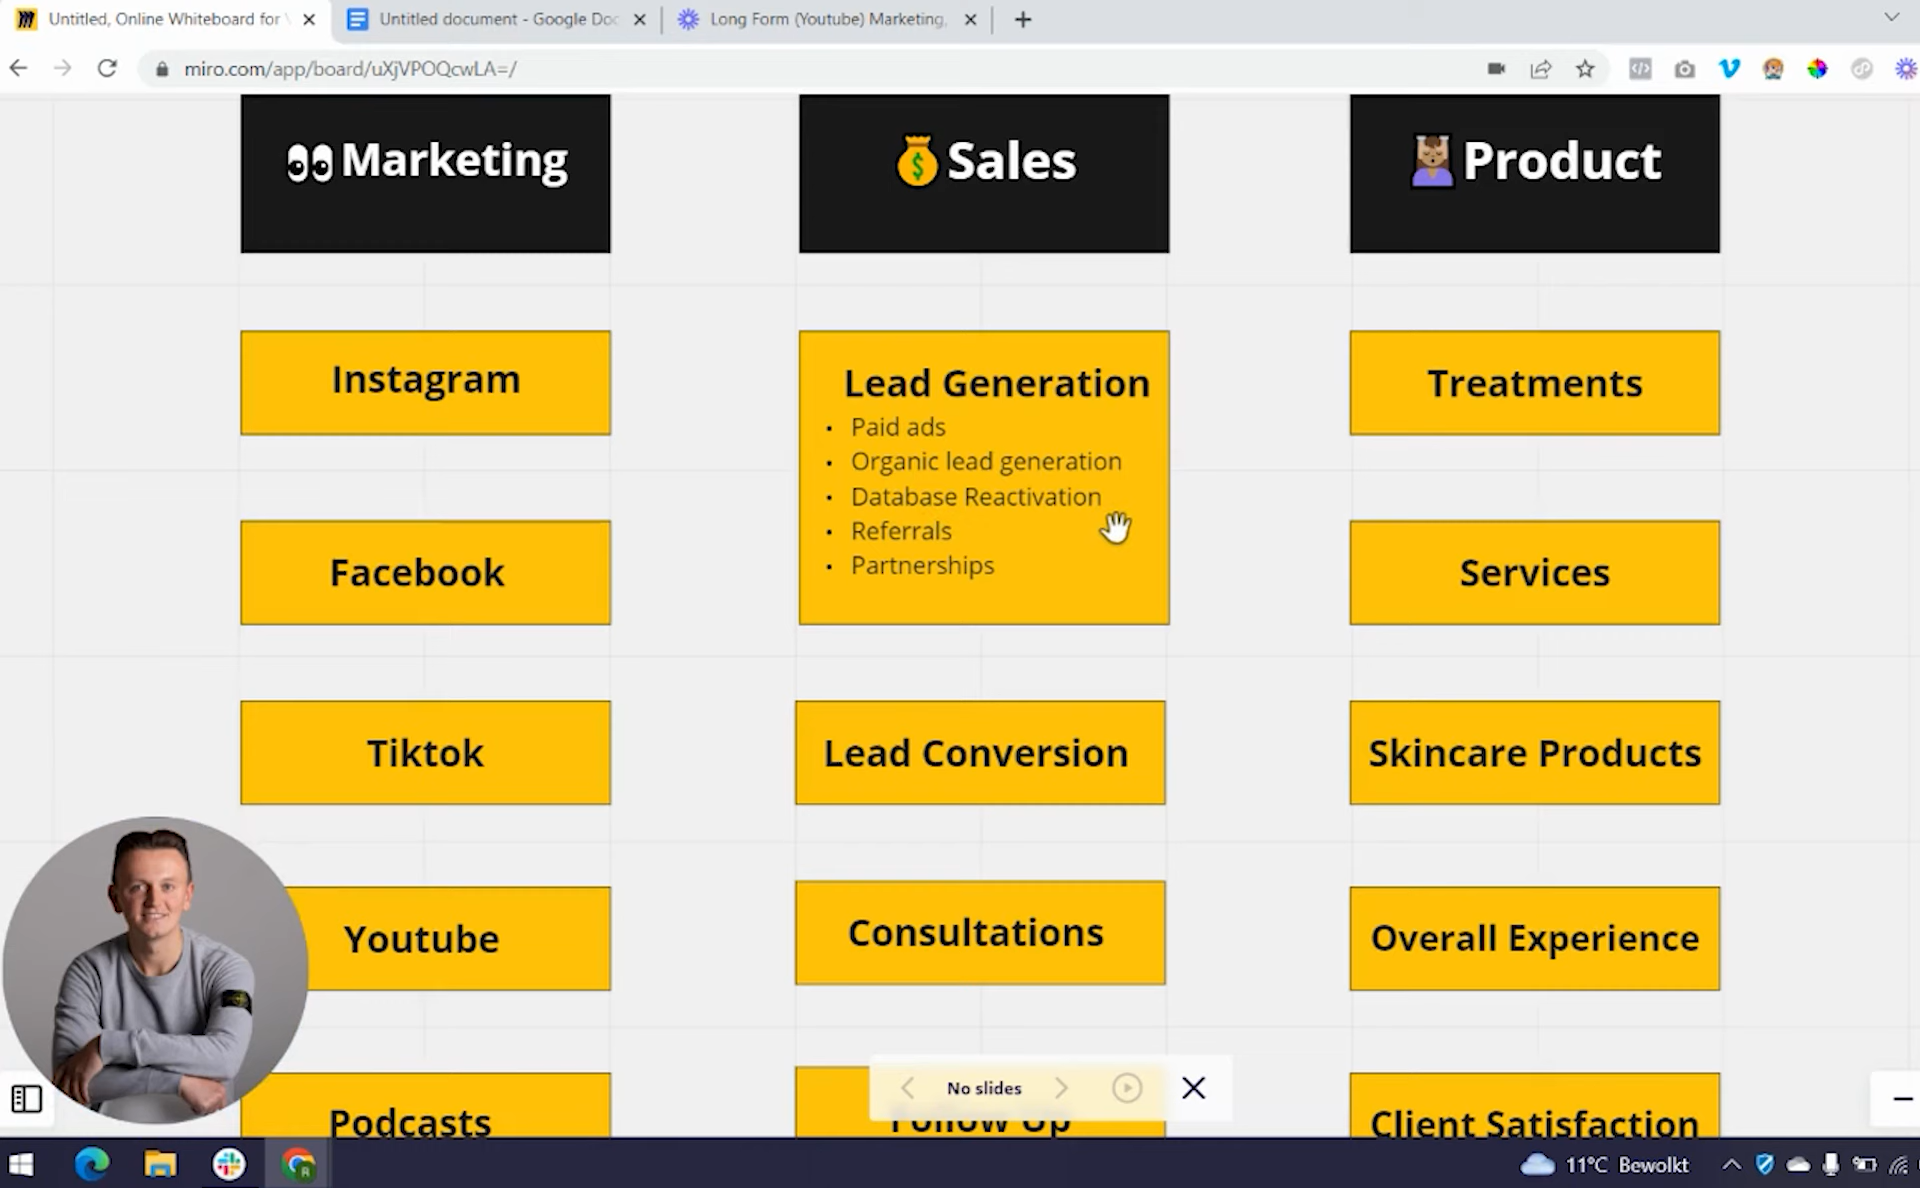 Untitled, Online Whiteboard for
Untitled document - Google Doc
Long Form (Youtube) Marketing,
miro.com/app/board/uXjVPOQcwLA=/
Marketing
Sales
Product
Instagram
Facebook
Tiktok
Youtube
Podcasts
Lead Generation
• Paid ads
• Organic lead generation
• Database Reactivation
• Referrals
• Partnerships
Lead Conversion
Consultations
Follow Up
Treatments
Services
Skincare Products
Overall Experience
Client Satisfaction
No slides
11°C Bewolkt